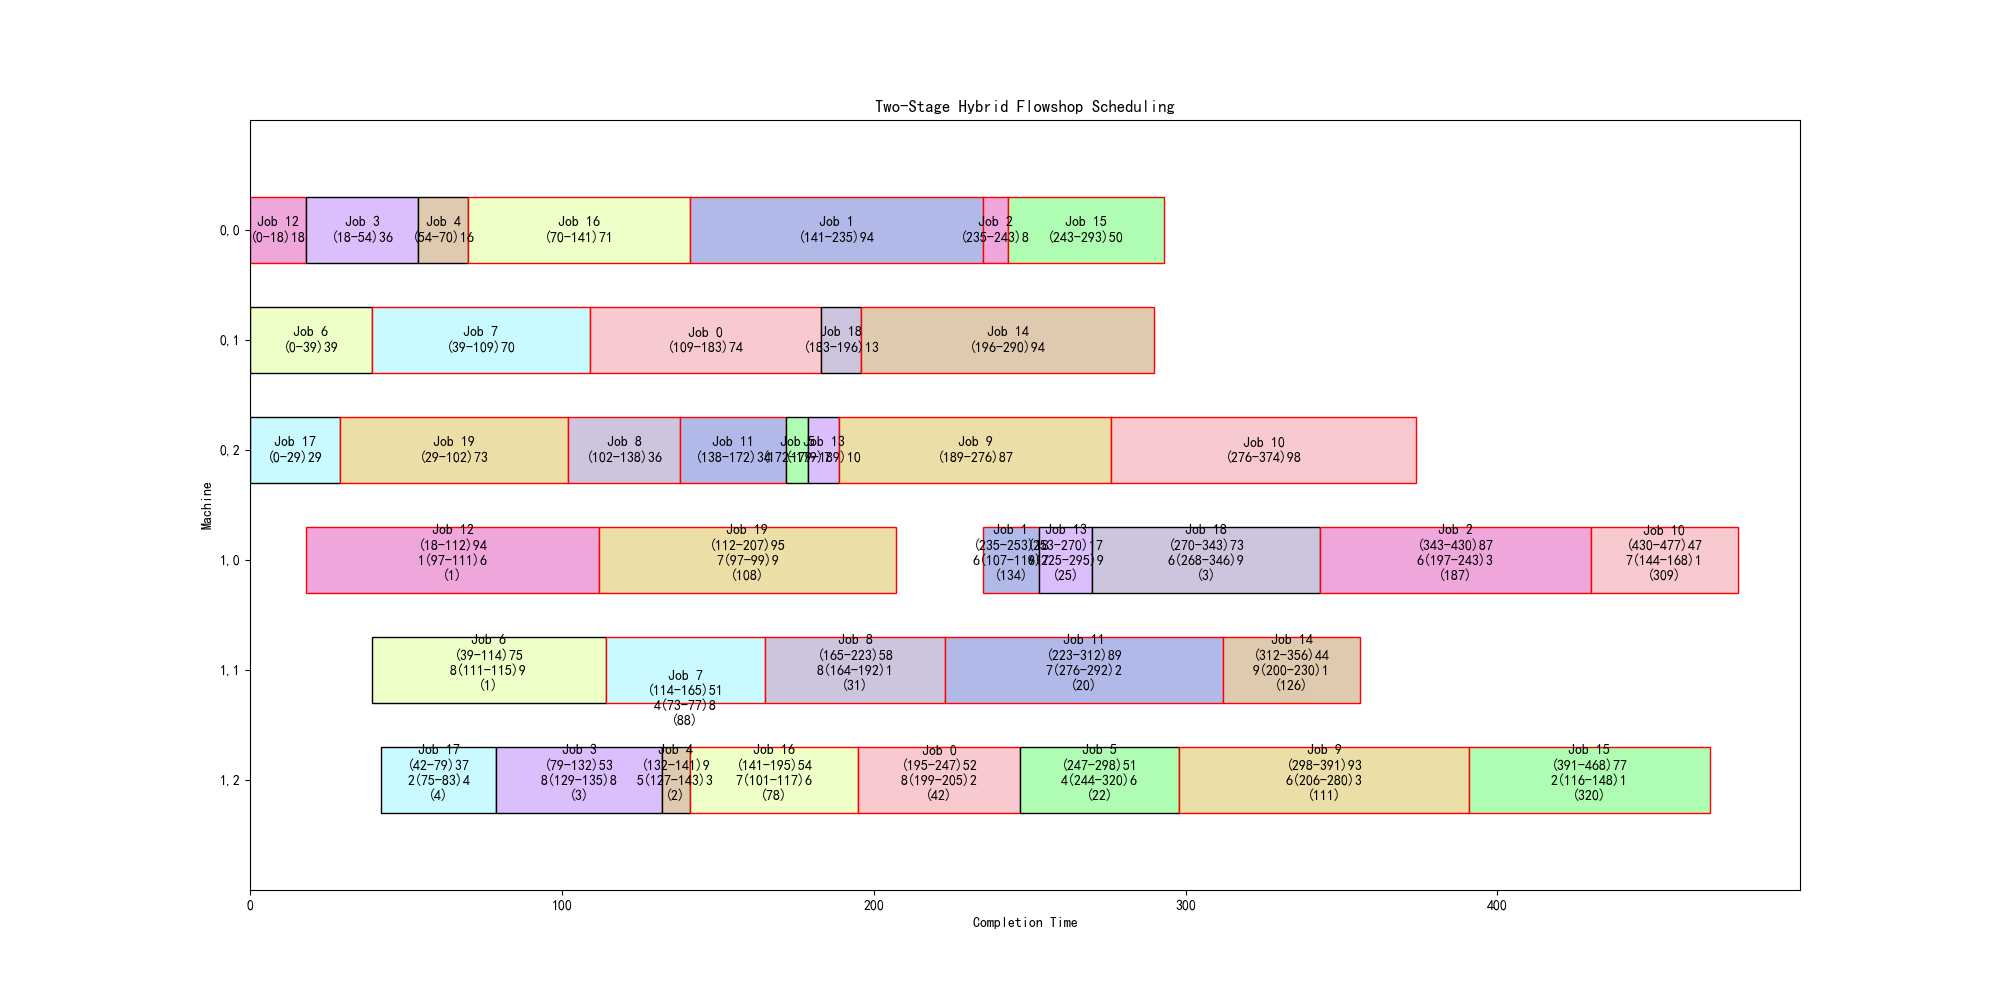 Two-Stage Hybrid Flowshop Scheduling
0,0
Job 12
(0-18)18
Job 3
(18-54)36
Job 4
(54-70)16
Job 16
(70-141)71
Job 1
(141-235)94
Job 2
(235-243)8
Job 15
(243-293)50
0,1
Job 6
(0-39)39
Job 7
(39-109)70
Job 0
(109-183)74
Job 18
(183-196)13
Job 14
(196-290)94
0,2
Job 17
(0-29)29
Job 19
(29-102)73
Job 8
(102-138)36
Job 11
(138-172)34
Job 5
(172-179)7
Job 13
(179-189)10
Job 9
(189-276)87
Job 10
(276-374)98
Machine
1,0
Job 12
(18-112)94
1(97-111)6
(1)
Job 19
(112-207)95
7(97-99)9
(108)
Job 1
(235-253)18
(134)
Job 13
(253-270)17
(25)
Job 18
(270-343)73
6(268-346)9
(3)
Job 2
(343-430)87
6(197-243)3
(187)
Job 10
(430-477)47
7(144-168)1
(309)
1,1
Job 6
(39-114)75
8(111-115)9
(1)
Job 7
(114-165)51
4(73-77)8
(88)
Job 8
(165-223)58
8(164-192)1
(31)
Job 11
(223-312)89
7(276-292)2
(20)
Job 14
(312-356)44
9(200-230)1
(126)
1,2
Job 17
(42-79)37
2(75-83)4
(4)
Job 3
(79-132)53
8(129-135)8
(3)
Job 4
(132-141)9
5(127-143)3
(2)
Job 16
(141-195)54
7(101-117)6
(78)
Job 0
(195-247)52
8(199-205)2
(42)
Job 5
(247-298)51
4(244-320)6
(22)
Job 9
(298-391)93
6(206-280)3
(111)
Job 15
(391-468)77
2(116-148)1
(320)
0
100
200
300
400
Completion Time